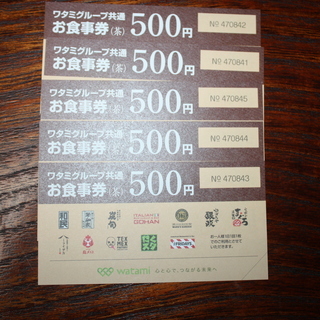 ワタミグループ共通
お食事券(茶) 500円 Nº 470842
ワタミグループ共通
お食事券(茶) 500円 Nº 470841
ワタミグループ共通
お食事券(茶) 500円 Nº 470845
ワタミグループ共通
お食事券(茶) 500円 Nº 470844
ワタミグループ共通
お食事券(茶) 500円 Nº 470843
GOHAN
TEXMEX
FRIDAYS
watami